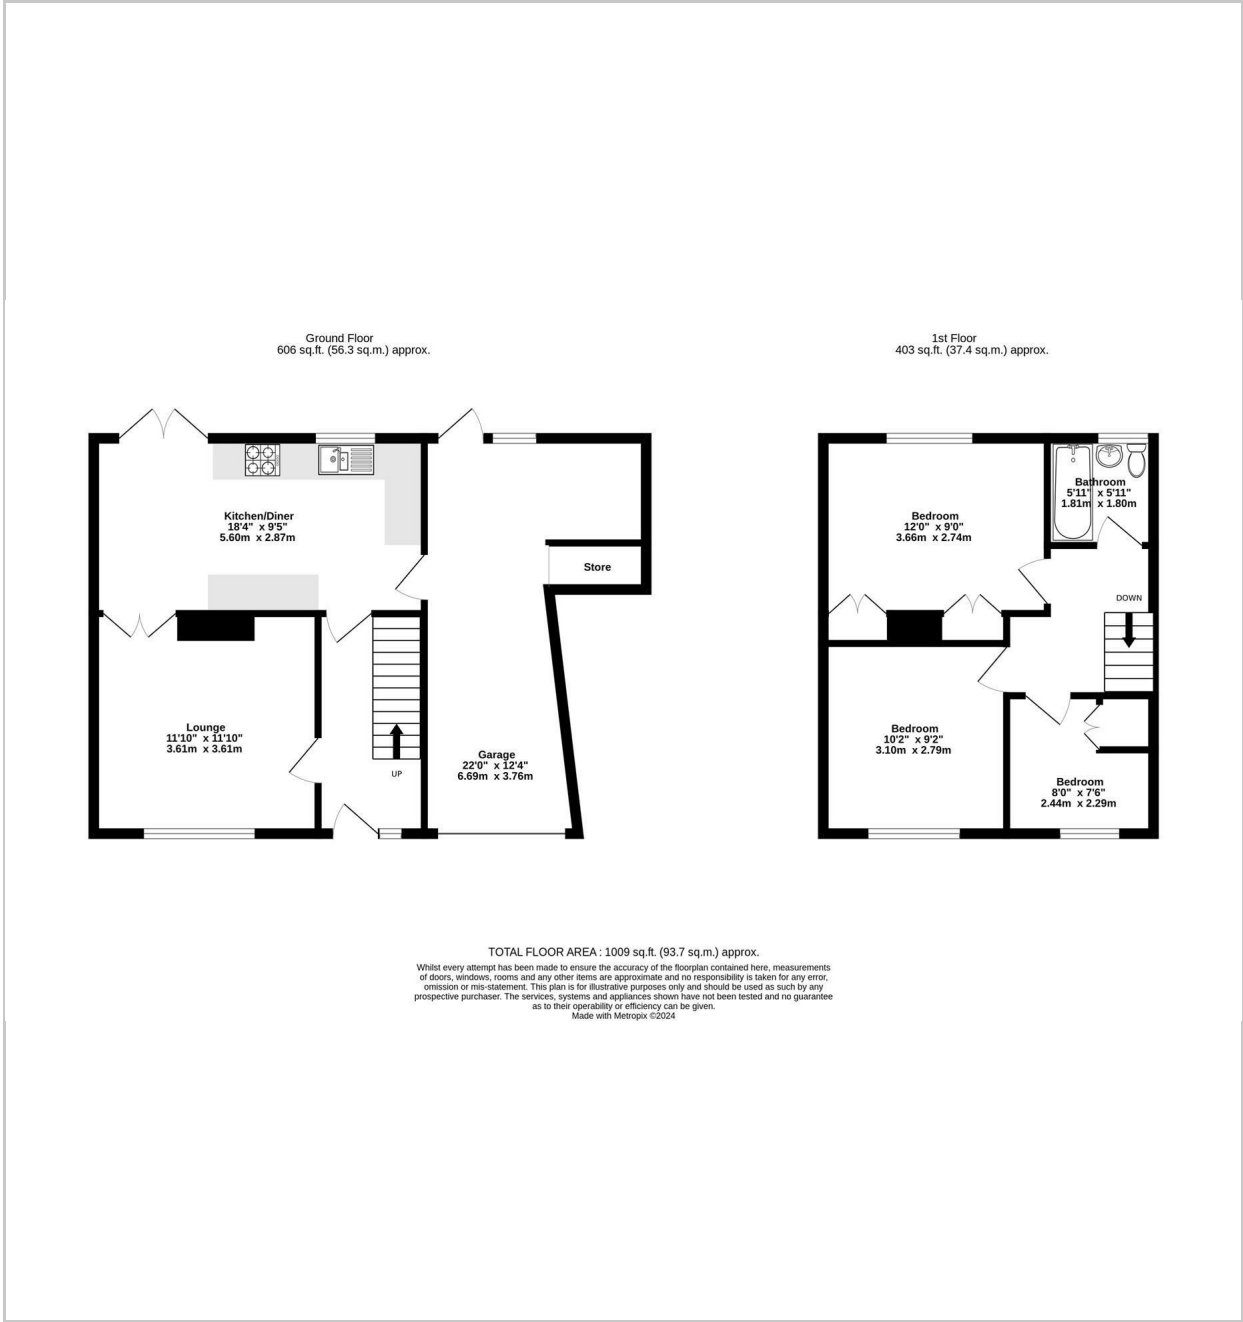 Ground Floor
606 sq.ft. (56.3 sq.m.) approx.
1st Floor
403 sq.ft. (37.4 sq.m.) approx.
Kitchen/Diner
18'4" x 9'5"
5.60m x 2.87m
Store
Lounge
11'10" x 11'10"
3.61m x 3.61m
UP
Garage
22'0" x 12'4"
6.69m x 3.76m
Bedroom
12'0" x 9'0"
3.66m x 2.74m
Bathroom
5'11" x 5'11"
1.81m x 1.80m
DOWN
Bedroom
10'2" x 9'2"
3.10m x 2.79m
Bedroom
8'0" x 7'6"
2.44m x 2.29m
TOTAL FLOOR AREA : 1009 sq.ft. (93.7 sq.m.) approx.
Whilst every attempt has been made to ensure the accuracy of the floorplan contained here, measurements
of doors, windows, rooms and any other items are approximate and no responsibility is taken for any error,
omission or mis-statement. This plan is for illustrative purposes only and should be used as such by any
prospective purchaser. The services, systems and appliances shown have not been tested and no guarantee
as to their operability or efficiency can be given.
Made with Metropix ©2024